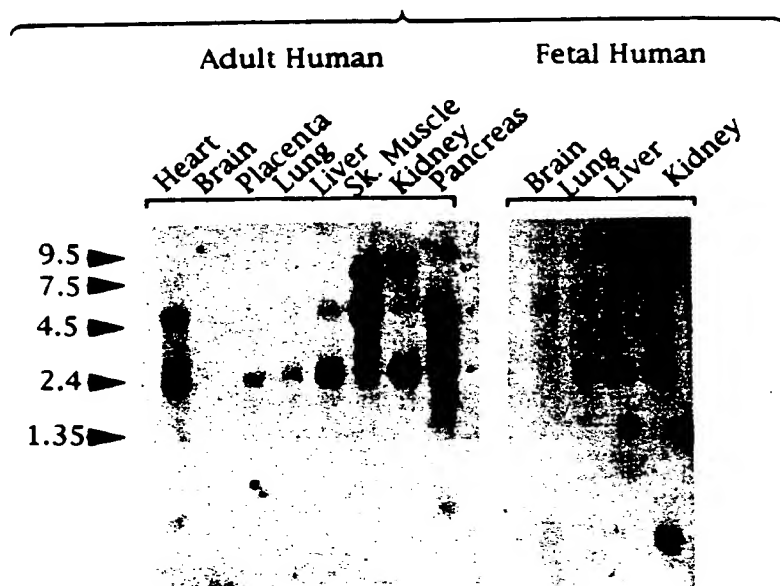 Adult Human Fetal Human
Heart Brain Placenta Lung Liver Sk. Muscle Kidney Pancreas Brain Lung Liver Kidney
9.5
7.5
4.5
2.4
1.35